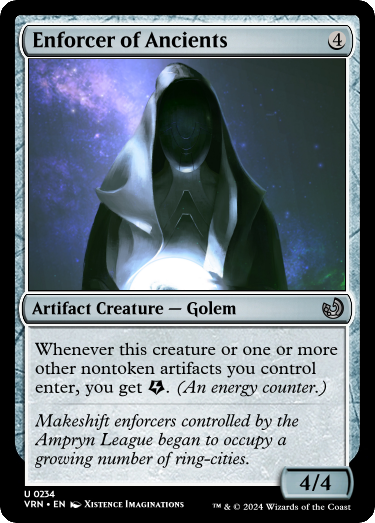 Enforcer of Ancients 4
Artifact Creature — Golem
Whenever this creature or one or more
other nontoken artifacts you control
enter, you get . (An energy counter.)
Makeshift enforcers controlled by the
Ampryn League began to occupy a
growing number of ring-cities.
4/4
U 0234
VRN • EN Xistence Imaginations ™ & © 2024 Wizards of the Coast